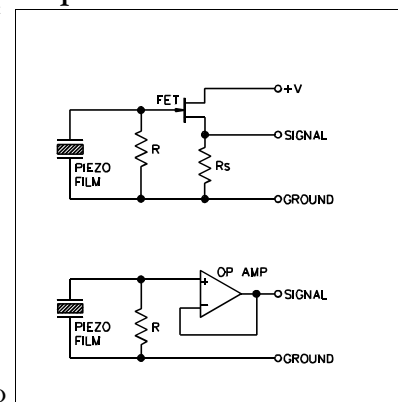 FET
+V
SIGNAL
R
Rs
PIEZO
FILM
GROUND
OP AMP
+
-
SIGNAL
R
PIEZO
FILM
GROUND